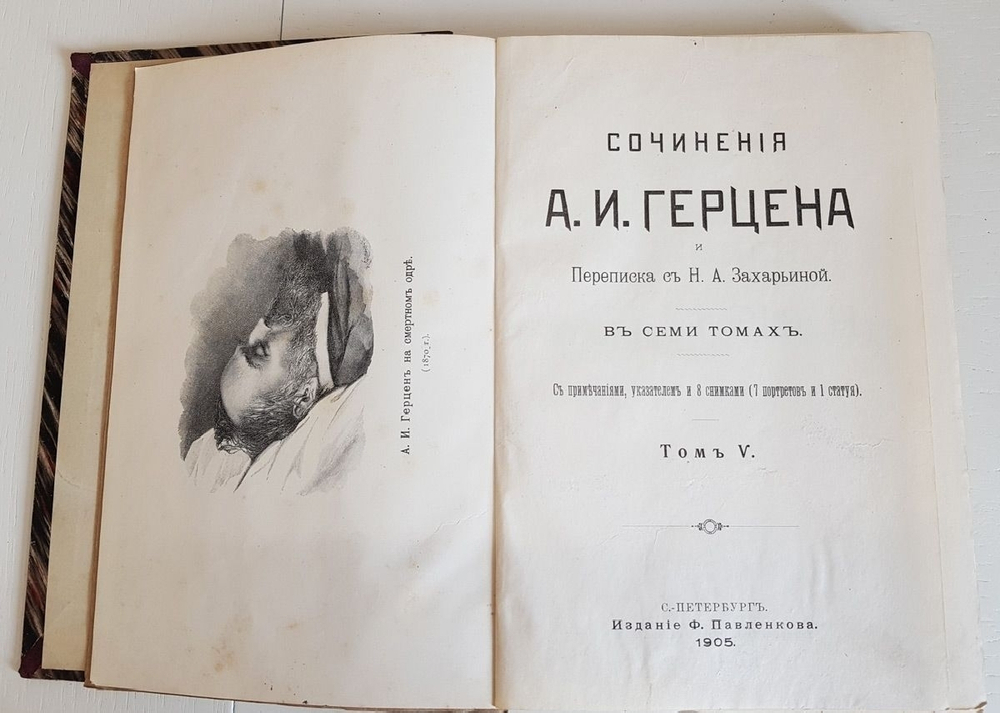 А. И. Герценъ на смертномъ одрѣ.
(1870 г.).
СОЧИНЕНІЯ
А. И. ГЕРЦЕНА
и
Переписка съ Н. А. Захарьиной.
ВЪ СЕМИ ТОМАХЪ.
Съ примѣчаніями, указателемъ и 8 снимками (7 портретовъ и 1 статуя).
Томъ V.
С.-ПЕТЕРБУРГЪ.
Изданіе Ф. Павленкова.
1905.